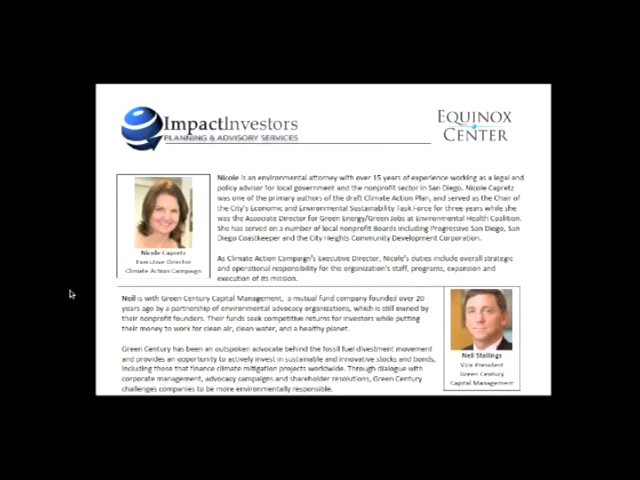 ImpactInvestors
PLANNING & ADVISORY SERVICES
EQUINOX
CENTER
Nicole is an environmental attorney with over 15 years of experience working as a legal and
policy advisor for local government and the nonprofit sector in San Diego. Nicole Capretz
was one of the primary authors of the draft Climate Action Plan, and served as the Chair of
the City's Economic and Environmental Sustainability Task Force for three years while she
was the Associate Director for Green Energy/Green Jobs at Environmental Health Coalition.
She has served on a number of local nonprofit Boards including Progressive San Diego, San
Diego Coastkeeper and the City Heights Community Development Corporation.
As Climate Action Campaign's Executive Director, Nicole's duties include overall strategic
and operational responsibility for the organization's staff, programs, expansion and
execution of its mission.
Nicole Capretz
Executive Director
Climate Action Campaign
Neil is with Green Century Capital Management, a mutual fund company founded over 20
years ago by a partnership of environmental advocacy organizations, which is still owned by
their nonprofit founders. Their funds seek competitive returns for investors while putting
their money to work for clean air, clean water, and a healthy planet.
Green Century has been an outspoken advocate behind the fossil fuel divestment movement
and provides an opportunity to actively invest in sustainable and innovative stocks and bonds,
including those that finance climate mitigation projects worldwide. Through dialogue with
corporate management, advocacy campaigns and shareholder resolutions, Green Century
challenges companies to be more environmentally responsible.
Neil Stallings
Vice President
Green Century
Capital Management